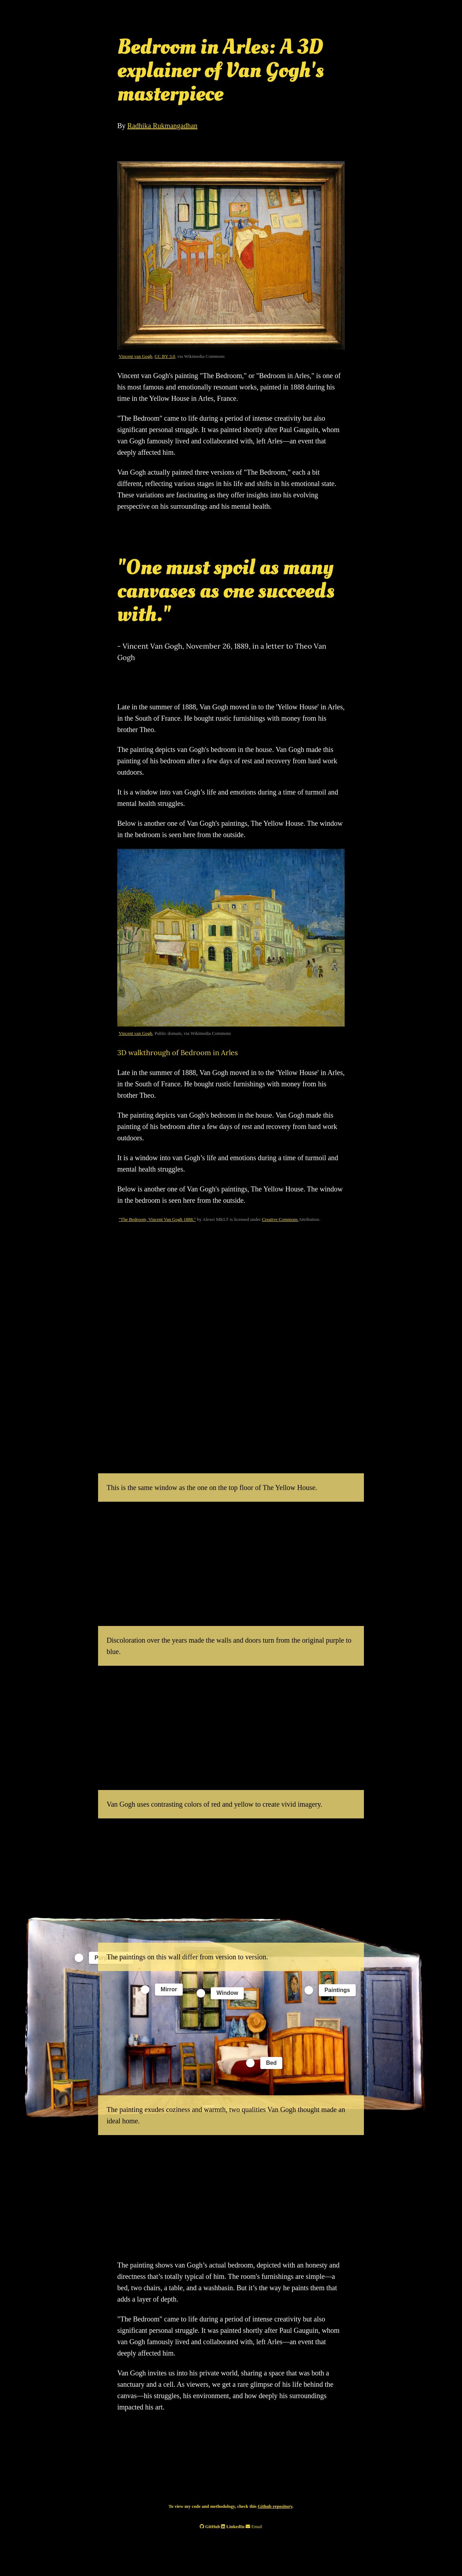 Bedroom in Arles: A 3D
explainer of Van Gogh's
masterpiece
By Radhika Rukmangadhan
Vincent van Gogh, CC BY 3.0, via Wikimedia Commons
Vincent van Gogh's painting "The Bedroom," or "Bedroom in Arles," is one of
his most famous and emotionally resonant works, painted in 1888 during his
time in the Yellow House in Arles, France.
"The Bedroom" came to life during a period of intense creativity but also
significant personal struggle. It was painted shortly after Paul Gauguin, whom
van Gogh famously lived and collaborated with, left Arles—an event that
deeply affected him.
Van Gogh actually painted three versions of "The Bedroom," each a bit
different, reflecting various stages in his life and shifts in his emotional state.
These variations are fascinating as they offer insights into his evolving
perspective on his surroundings and his mental health.
"One must spoil as many
canvases as one succeeds
with."
- Vincent Van Gogh, November 26, 1889, in a letter to Theo Van
Gogh
Late in the summer of 1888, Van Gogh moved in to the 'Yellow House' in Arles,
in the South of France. He bought rustic furnishings with money from his
brother Theo.
The painting depicts van Gogh's bedroom in the house. Van Gogh made this
painting of his bedroom after a few days of rest and recovery from hard work
outdoors.
It is a window into van Gogh’s life and emotions during a time of turmoil and
mental health struggles.
Below is another one of Van Gogh's paintings, The Yellow House. The window
in the bedroom is seen here from the outside.
Vincent van Gogh, Public domain, via Wikimedia Commons
3D walkthrough of Bedroom in Arles
Late in the summer of 1888, Van Gogh moved in to the 'Yellow House' in Arles,
in the South of France. He bought rustic furnishings with money from his
brother Theo.
The painting depicts van Gogh's bedroom in the house. Van Gogh made this
painting of his bedroom after a few days of rest and recovery from hard work
outdoors.
It is a window into van Gogh’s life and emotions during a time of turmoil and
mental health struggles.
Below is another one of Van Gogh's paintings, The Yellow House. The window
in the bedroom is seen here from the outside.
"The Bedroom, Vincent Van Gogh 1888." by Alexei MKLT is licensed under Creative Commons Attribution.
This is the same window as the one on the top floor of The Yellow House.
Discoloration over the years made the walls and doors turn from the original purple to
blue.
Van Gogh uses contrasting colors of red and yellow to create vivid imagery.
The paintings on this wall differ from version to version.
Mirror
Window
Paintings
Bed
The painting exudes coziness and warmth, two qualities Van Gogh thought made an
ideal home.
The painting shows van Gogh’s actual bedroom, depicted with an honesty and
directness that’s totally typical of him. The room's furnishings are simple—a
bed, two chairs, a table, and a washbasin. But it’s the way he paints them that
adds a layer of depth.
"The Bedroom" came to life during a period of intense creativity but also
significant personal struggle. It was painted shortly after Paul Gauguin, whom
van Gogh famously lived and collaborated with, left Arles—an event that
deeply affected him.
Van Gogh invites us into his private world, sharing a space that was both a
sanctuary and a cell. As viewers, we get a rare glimpse of his life behind the
canvas—his struggles, his environment, and how deeply his surroundings
impacted his art.
To view my code and methodology, check this Github repository.
GitHub LinkedIn Email